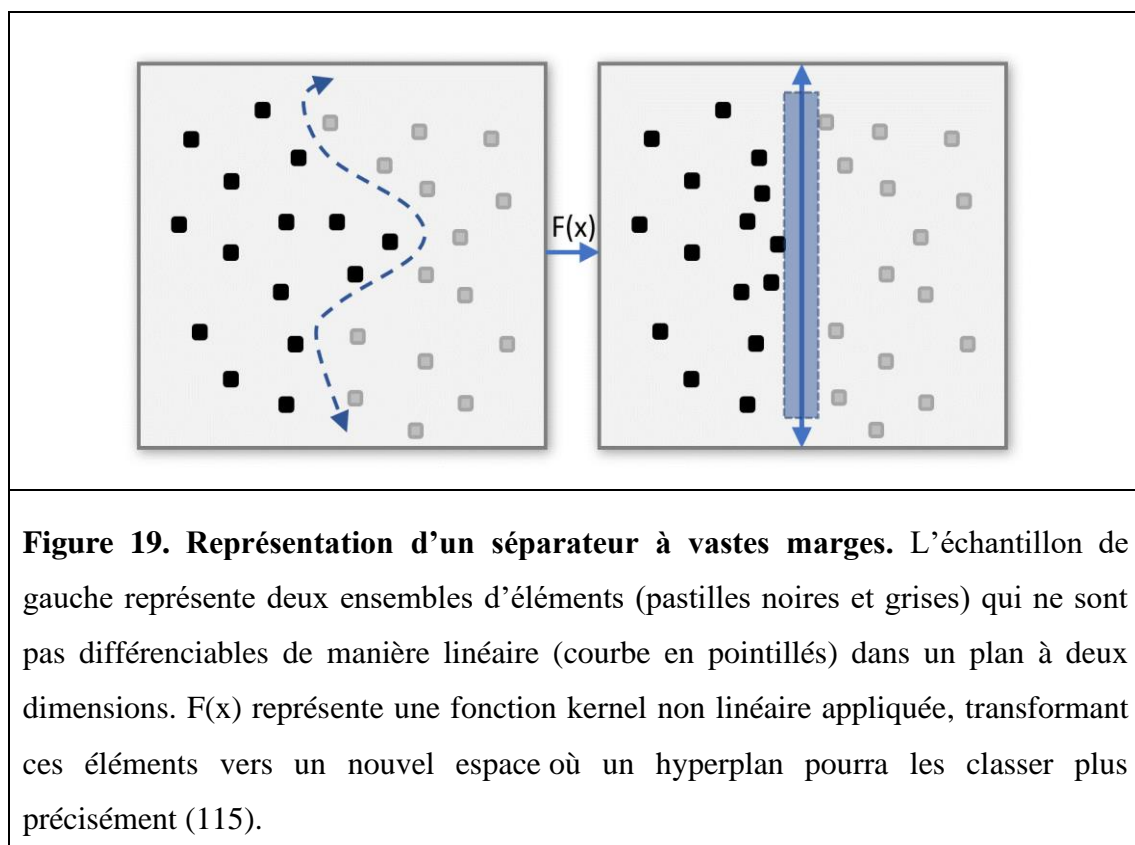 F(x)
Figure 19. Représentation d’un séparateur à vastes marges. L’échantillon de
gauche représente deux ensembles d’éléments (pastilles noires et grises) qui ne sont
pas différenciables de manière linéaire (courbe en pointillés) dans un plan à deux
dimensions. F(x) représente une fonction kernel non linéaire appliquée, transformant
ces éléments vers un nouvel espace où un hyperplan pourra les classer plus
précisément (115).